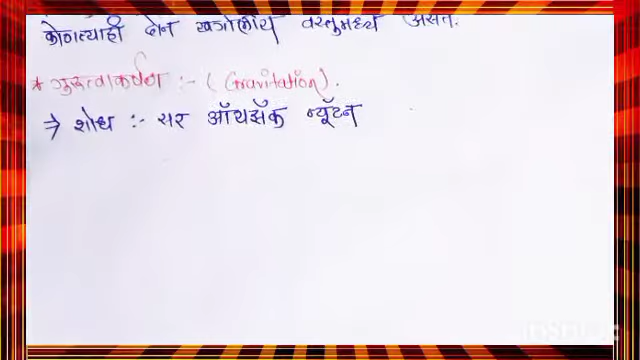 कोणत्याही दोन खगोलीय वस्तुमध्ये असते.
* गुरुत्वाकर्षण :- ( Gravitation ).
⇒ शोध :- सर ऑयझॅक न्यूटन